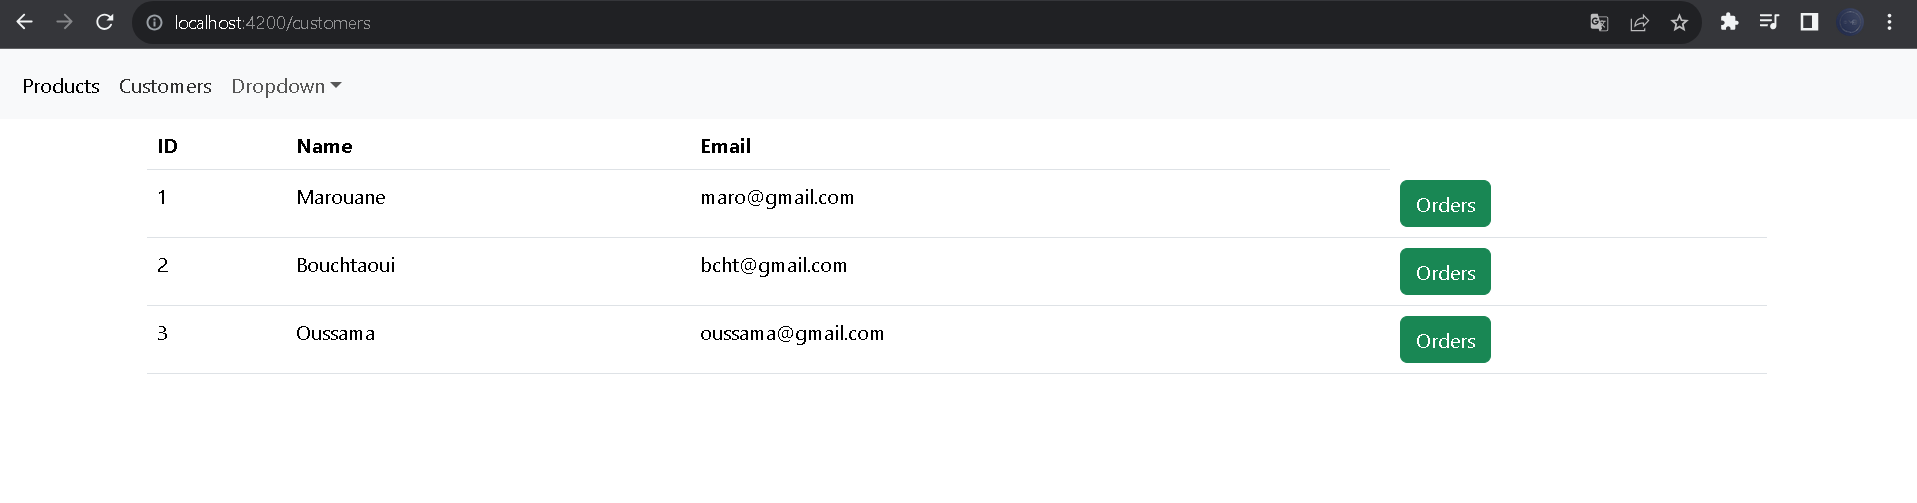 localhost:4200/customers
Products Customers Dropdown
ID Name Email
1 Marouane maro@gmail.com Orders
2 Bouchtaoui bcht@gmail.com Orders
3 Oussama oussama@gmail.com Orders